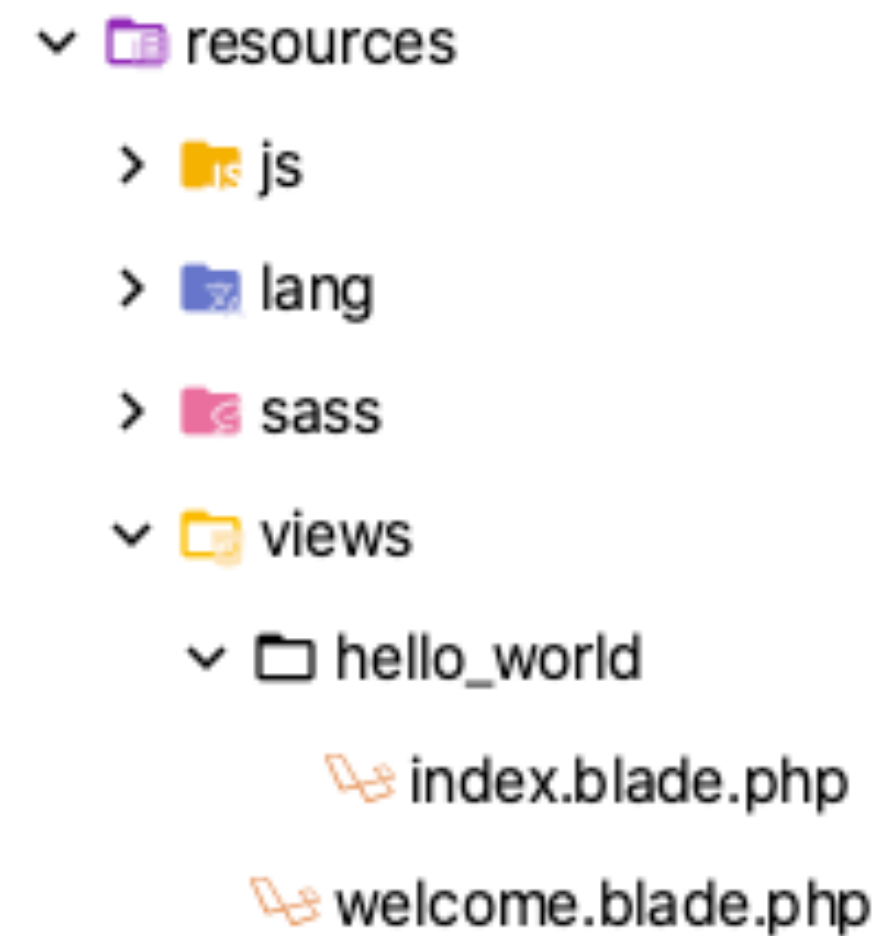 resources
js
lang
sass
views
hello_world
index.blade.php
welcome.blade.php